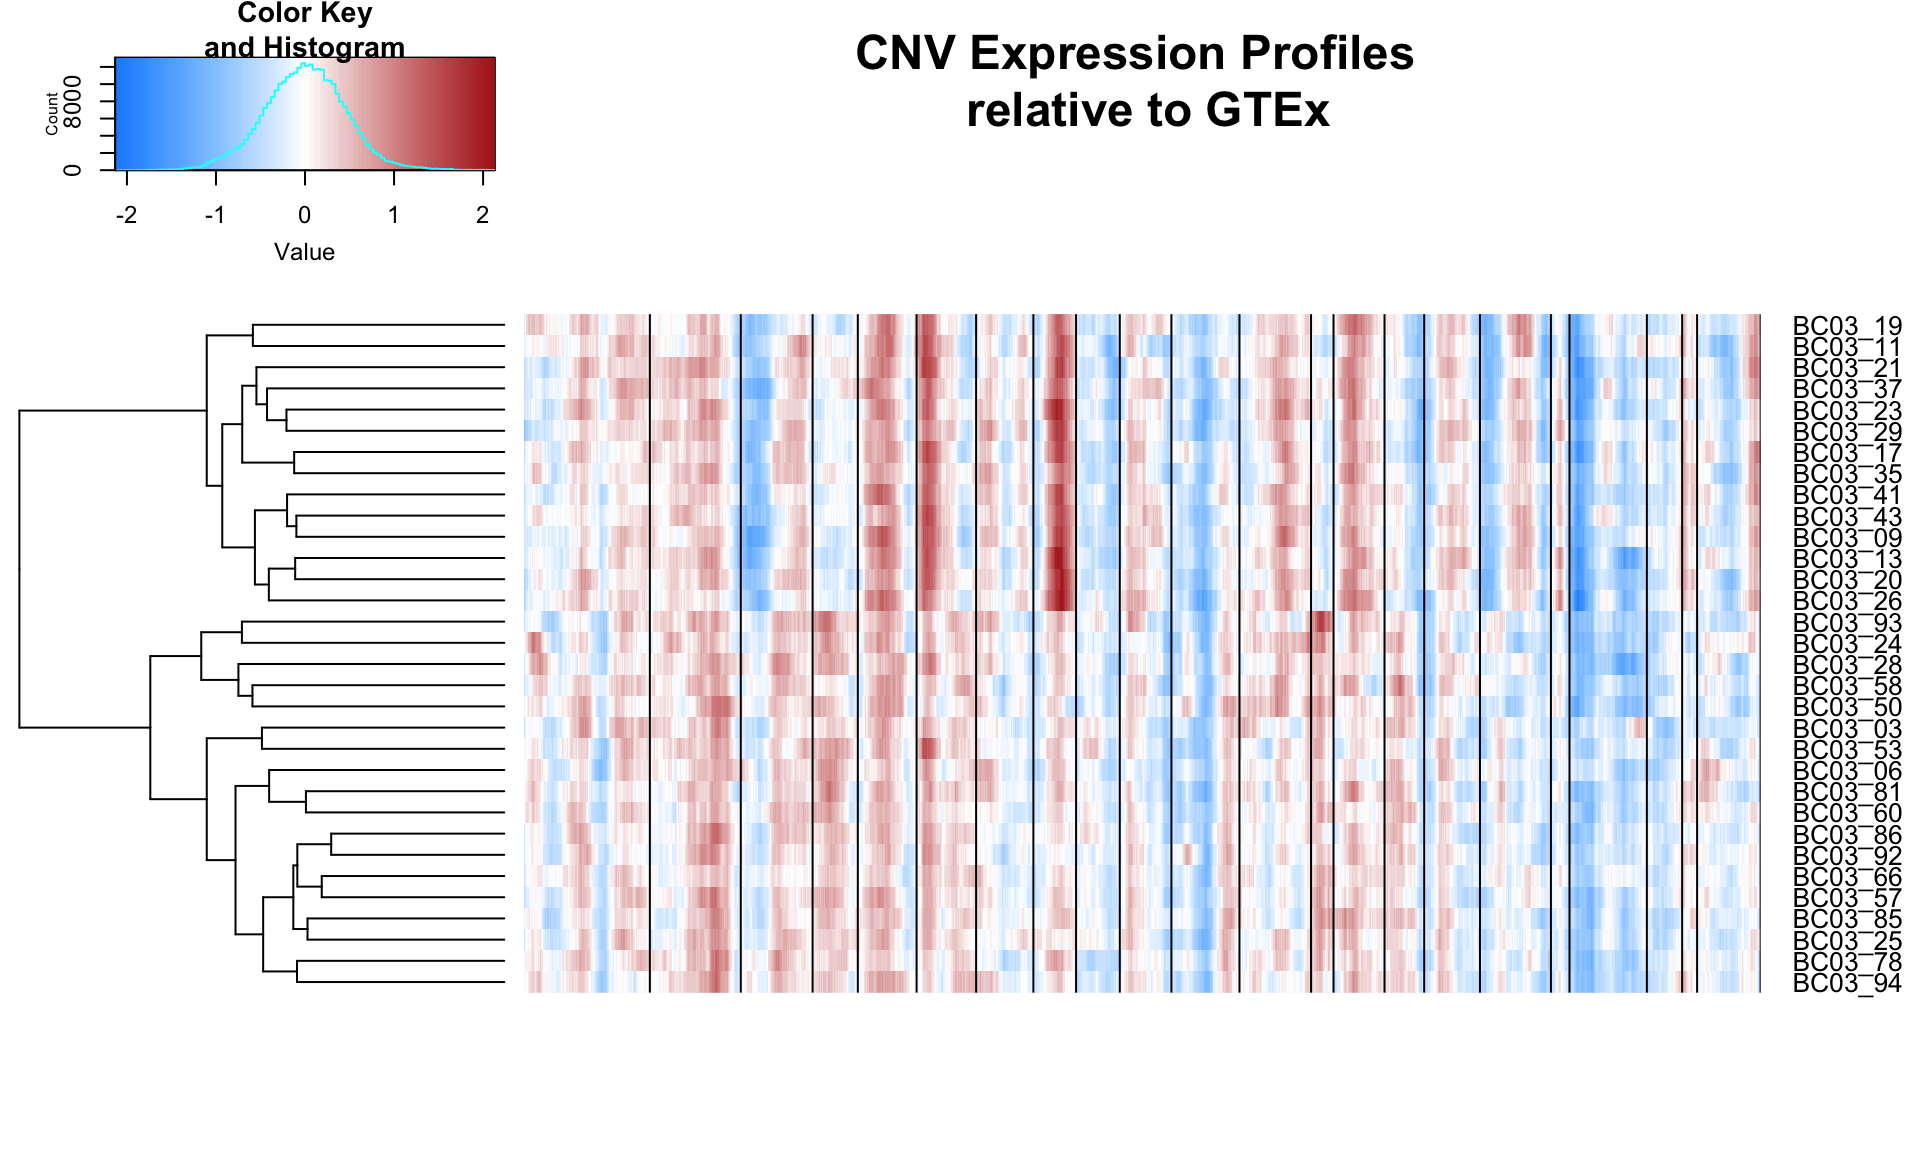 Color Key
and Histogram
Count
0 8000
-2 -1 0 1 2
Value
CNV Expression Profiles
relative to GTEx
BC03_19
BC03_11
BC03_21
BC03_37
BC03_23
BC03_29
BC03_17
BC03_35
BC03_41
BC03_43
BC03_09
BC03_13
BC03_20
BC03_26
BC03_93
BC03_24
BC03_28
BC03_58
BC03_50
BC03_03
BC03_53
BC03_06
BC03_81
BC03_60
BC03_86
BC03_92
BC03_66
BC03_57
BC03_85
BC03_25
BC03_78
BC03_94